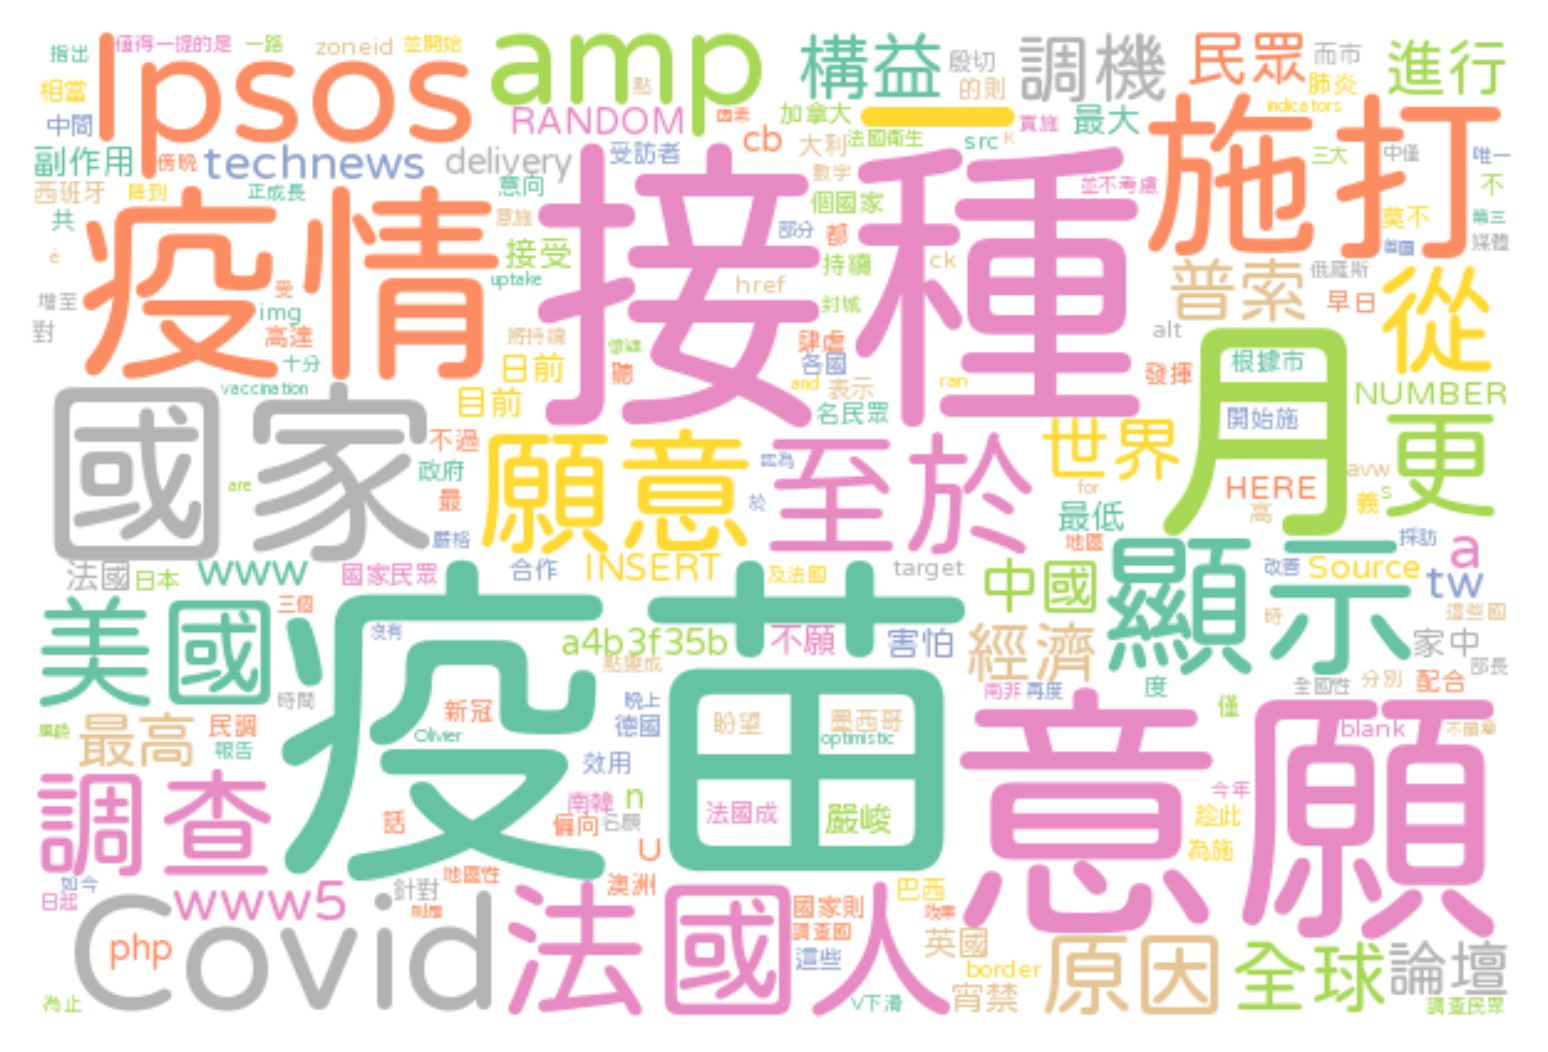 指出 值得一提的是 一路 zoneid 並開始 amp 構益 殷切 調機 民眾 而市 進行
相當 Ipsos 點 的則 肺炎
中間 RANDOM 因素 加拿大 一 實施 最大 indicators
副作用 傍晚 technews delivery 受訪者 cb 大利 法國衛生 src K 施打 三大 中僅 唯一
西班牙 降到 正成長 意向 數字 並不考慮 不
共 疫情 意施 接種 部分 個國家 都 莫不 第三
é 接受 持續 普索 俄羅斯 首國 媒體
增至 受 img uptake href ck 早日 從
對 高達 將持續 封城 alt
十分 日前 肆虐 各國 月 根據市
國家 vaccination 目前 聽 and 表示 ran 發揮 NUMBER
不過 願意 名民眾 至於 世界 開始施 更
政府 avw
are 最 於 for HERE 義 s
嚴格 最低 高
法國 日本 www 國家民眾 合作 INSERT 及法國 target 地區 顯示 採訪 a
中國 改善 Source tw
美國 三個 疫苗 沒有 a4b3f35b 不願 害怕 經濟 時 這些國
點變成 家中
時間 晚上 南非 再度 度 全國性 分別 配合 部長
最高 民調 新冠 德國 盼望 墨西哥 意願 僅 blank
報告 Olivier optimistic
調查 效用 今年
南韓 n 法國成 嚴峻 趁此
話 偏向 名願 為施
U
如今 地區性 澳洲
日起 www5 針對 法國人 國家則 巴西
Covid 調查國 效果
php 這些 英國 原因 全球 論壇
border
為止 V下滑 宵禁 調查民眾